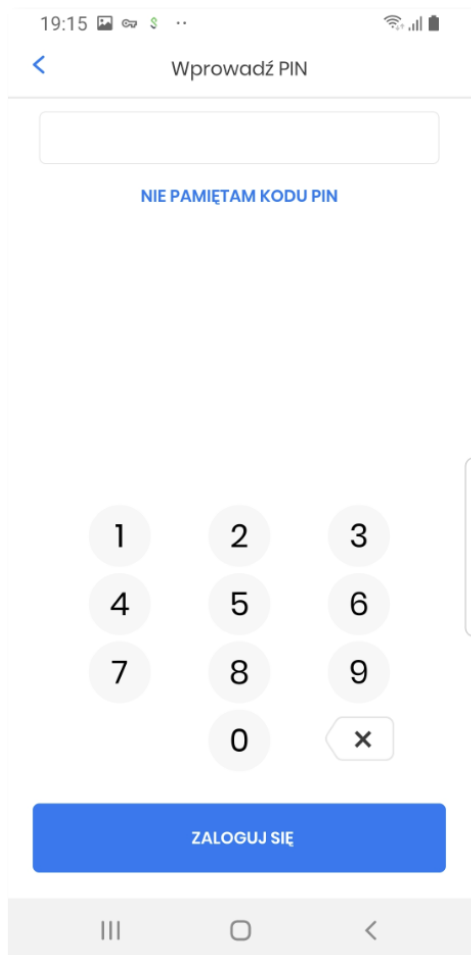 19:15
Wprowadź PIN
NIE PAMIĘTAM KODU PIN
1 2 3
4 5 6
7 8 9
0
ZALOGUJ SIĘ